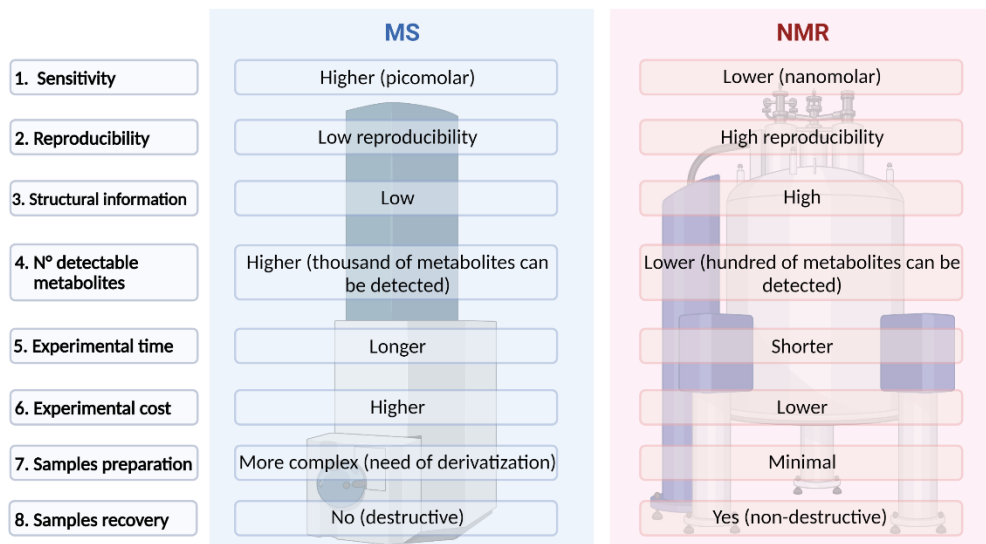 MS NMR
1. Sensitivity Higher (picomolar) Lower (nanomolar)
2. Reproducibility Low reproducibility High reproducibility
3. Structural information Low High
4. N° detectable
metabolites
Higher (thousand of metabolites can
be detected)
Lower (hundred of metabolites can be
detected)
5. Experimental time Longer Shorter
6. Experimental cost Higher Lower
7. Samples preparation More complex (need of derivatization) Minimal
8. Samples recovery No (destructive) Yes (non-destructive)